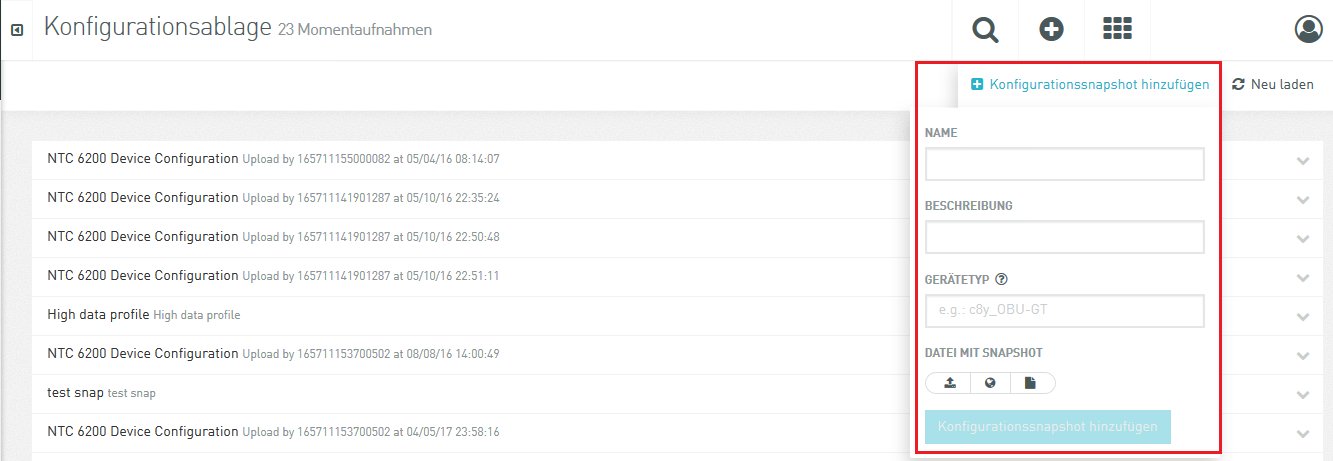 Konfigurationsablage 23 Momentaufnahmen
Konfigurationssnapshot hinzufügen Neu laden
NTC 6200 Device Configuration Upload by 165711155000082 at 05/04/16 08:14:07
NTC 6200 Device Configuration Upload by 165711141901287 at 05/10/16 22:35:24
NTC 6200 Device Configuration Upload by 165711141901287 at 05/10/16 22:50:48
NTC 6200 Device Configuration Upload by 165711141901287 at 05/10/16 22:51:11
High data profile High data profile
NTC 6200 Device Configuration Upload by 165711153700502 at 08/08/16 14:00:49
test snap test snap
NTC 6200 Device Configuration Upload by 165711153700502 at 04/05/17 23:58:16
NAME
BESCHREIBUNG
GERÄTETYP
e.g.: c8y_OBU-GT
DATEI MIT SNAPSHOT
Konfigurationssnapshot hinzufügen